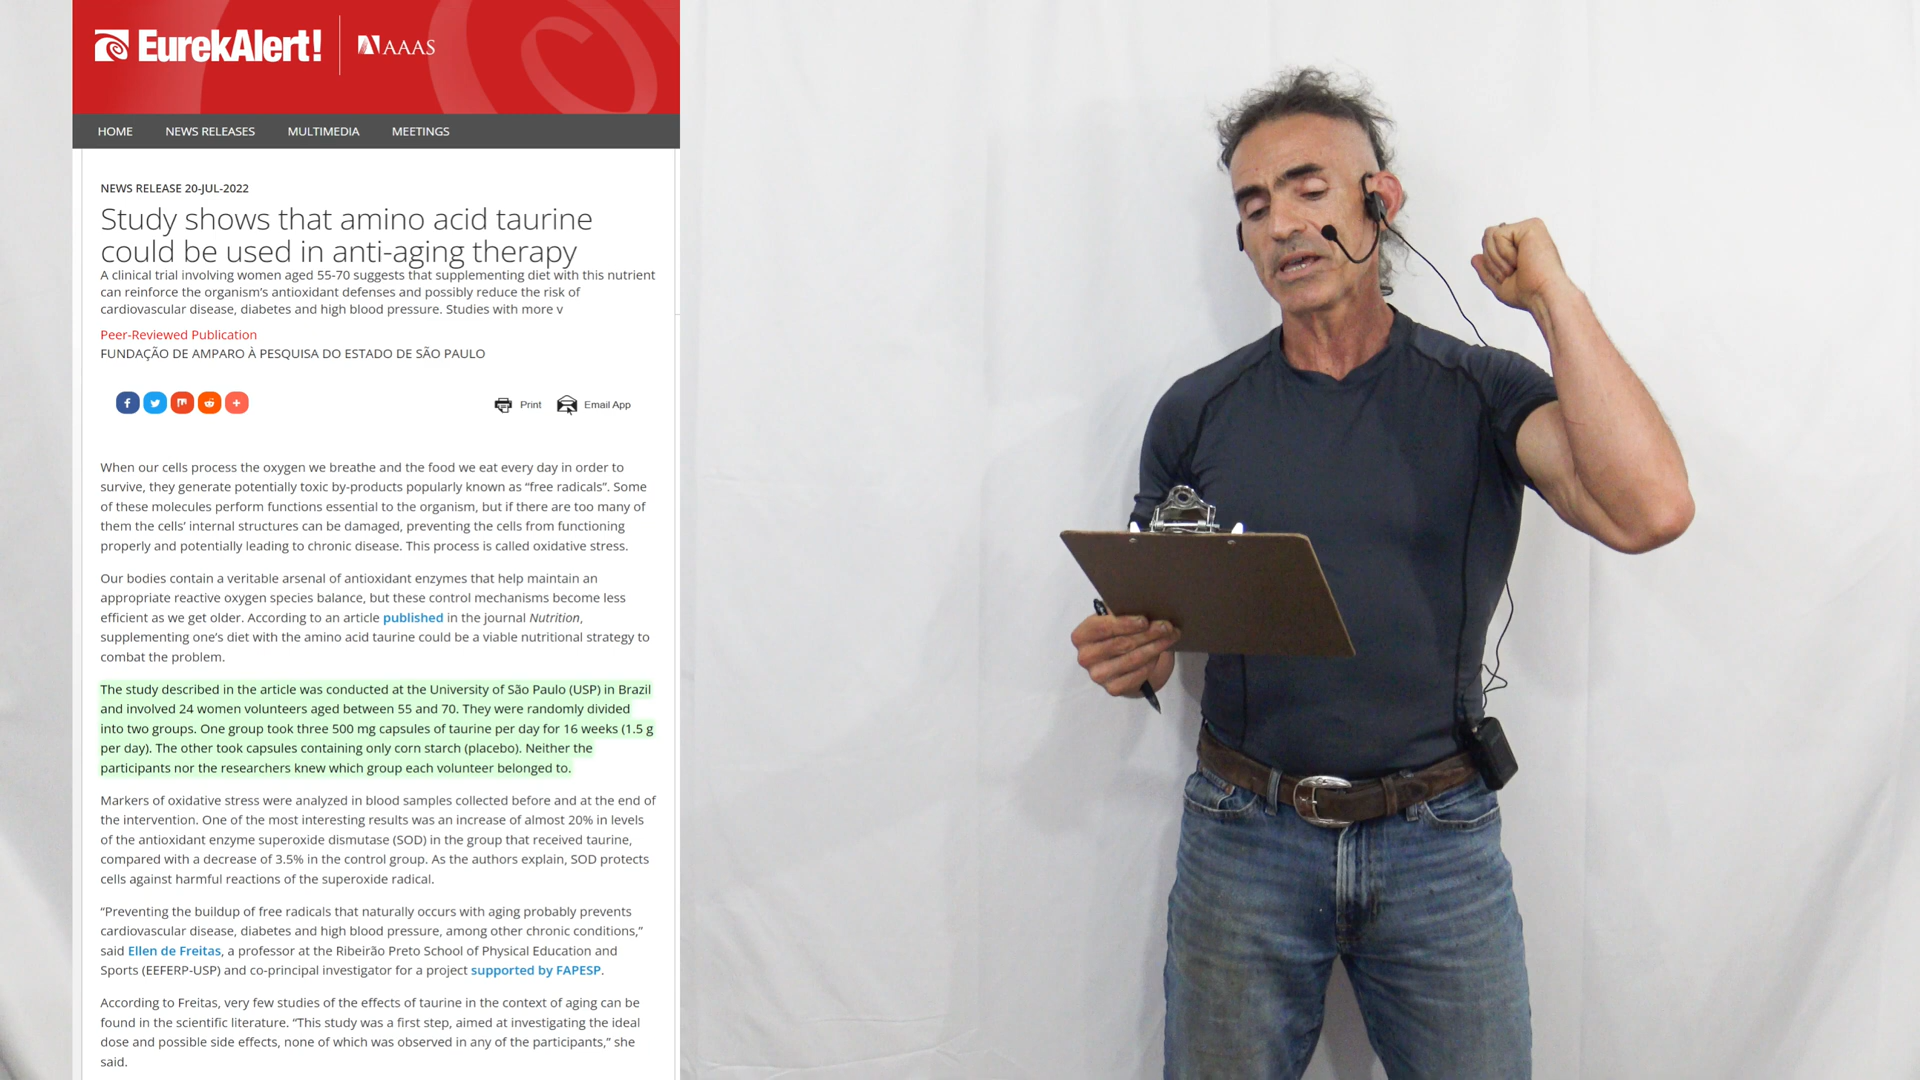 EurekAlert!
AAAS
HOME
NEWS RELEASES
MULTIMEDIA
MEETINGS
NEWS RELEASE 20-JUL-2022
Study shows that amino acid taurine
could be used in anti-aging therapy
A clinical trial involving women aged 55-70 suggests that supplementing diet with this nutrient
can reinforce the organism’s antioxidant defenses and possibly reduce the risk of
cardiovascular disease, diabetes and high blood pressure. Studies with more v
Peer-Reviewed Publication
FUNDAÇÃO DE AMPARO À PESQUISA DO ESTADO DE SÃO PAULO
Print
Email App
When our cells process the oxygen we breathe and the food we eat every day in order to
survive, they generate potentially toxic by-products popularly known as “free radicals”. Some
of these molecules perform functions essential to the organism, but if there are too many of
them the cells’ internal structures can be damaged, preventing the cells from functioning
properly and potentially leading to chronic disease. This process is called oxidative stress.
Our bodies contain a veritable arsenal of antioxidant enzymes that help maintain an
appropriate reactive oxygen species balance, but these control mechanisms become less
efficient as we get older. According to an article published in the journal Nutrition,
supplementing one’s diet with the amino acid taurine could be a viable nutritional strategy to
combat the problem.
The study described in the article was conducted at the University of São Paulo (USP) in Brazil
and involved 24 women volunteers aged between 55 and 70. They were randomly divided
into two groups. One group took three 500 mg capsules of taurine per day for 16 weeks (1.5 g
per day). The other took capsules containing only corn starch (placebo). Neither the
participants nor the researchers knew which group each volunteer belonged to.
Markers of oxidative stress were analyzed in blood samples collected before and at the end of
the intervention. One of the most interesting results was an increase of almost 20% in levels
of the antioxidant enzyme superoxide dismutase (SOD) in the group that received taurine,
compared with a decrease of 3.5% in the control group. As the authors explain, SOD protects
cells against harmful reactions of the superoxide radical.
“Preventing the buildup of free radicals that naturally occurs with aging probably prevents
cardiovascular disease, diabetes and high blood pressure, among other chronic conditions,”
said Ellen de Freitas, a professor at the Ribeirão Preto School of Physical Education and
Sports (EEFERP-USP) and co-principal investigator for a project supported by FAPESP.
According to Freitas, very few studies of the effects of taurine in the context of aging can be
found in the scientific literature. “This study was a first step, aimed at investigating the ideal
dose and possible side effects, none of which was observed in any of the participants,” she
said.